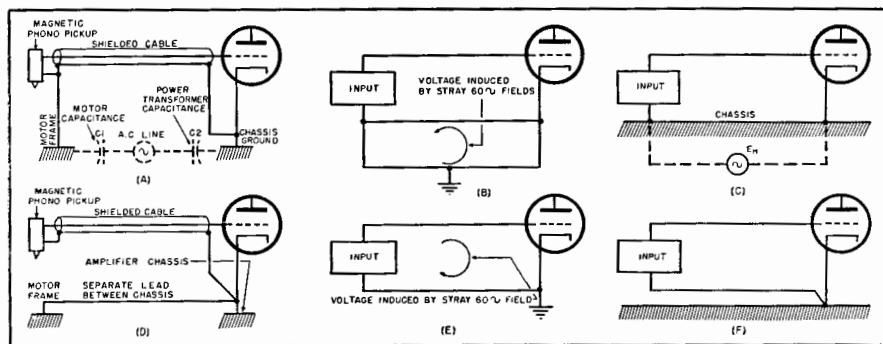 MAGNETIC
PHONO PICKUP
SHIELDED CABLE
MOTOR
CAPACITANCE
POWER
TRANSFORMER
CAPACITANCE
MOTOR
FRAME
C1
A.C. LINE
C2
CHASSIS
GROUND
(A)
INPUT
VOLTAGE INDUCED
BY STRAY 60~ FIELDS
(B)
INPUT
CHASSIS
EH
(C)
MAGNETIC
PHONO PICKUP
SHIELDED CABLE
AMPLIFIER CHASSIS
MOTOR
FRAME
SEPARATE LEAD
BETWEEN CHASSIS
(D)
INPUT
VOLTAGE INDUCED BY STRAY 60~ FIELD
(E)
INPUT
(F)